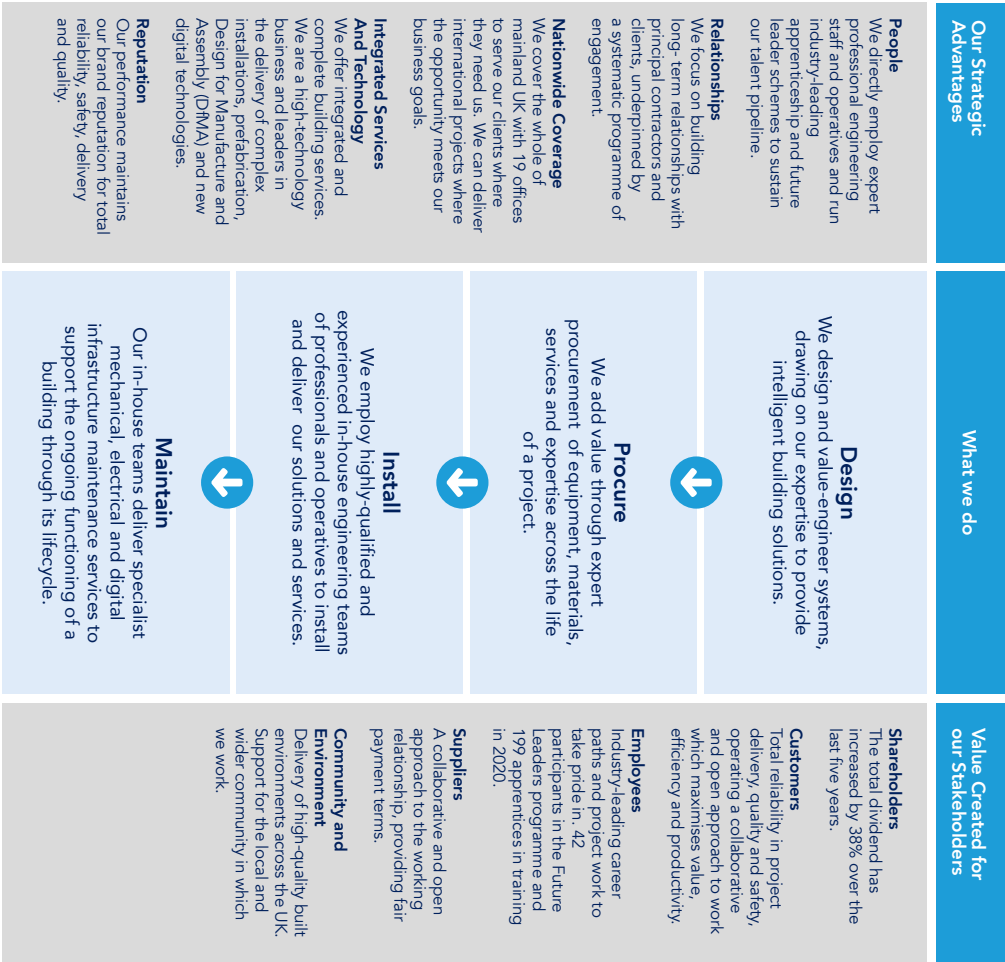 Our Strategic
Advantages
People
We directly employ expert
professional engineering
staff and operatives and run
industry-leading
apprenticeship and future
leader schemes to sustain
our talent pipeline.
Relationships
We focus on building
long- term relationships with
principal contractors and
clients, underpinned by
a systematic programme of
engagement.
Nationwide Coverage
We cover the whole of
mainland UK with 19 offices
to serve our clients where
they need us. We can deliver
international projects where
the opportunity meets our
business goals.
Integrated Services
And Technology
We offer integrated and
complete building services.
We are a high-technology
business and leaders in
the delivery of complex
installations, prefabrication,
Design for Manufacture and
Assembly (DfMA) and new
digital technologies.
Reputation
Our performance maintains
our brand reputation for total
reliability, safety, delivery
and quality.
What we do
Design
We design and value-engineer systems,
drawing on our expertise to provide
intelligent building solutions.
Procure
We add value through expert
procurement of equipment, materials,
services and expertise across the life
of a project.
Install
We employ highly-qualified and
experienced in-house engineering teams
of professionals and operatives to install
and deliver our solutions and services.
Maintain
Our in-house teams deliver specialist
mechanical, electrical and digital
infrastructure maintenance services to
support the ongoing functioning of a
building through its lifecycle.
Value Created for
our Stakeholders
Shareholders
The total dividend has
increased by 38% over the
last five years.
Customers
Total reliability in project
delivery, quality and safety,
operating a collaborative
and open approach to work
which maximises value,
efficiency and productivity.
Employees
Industry-leading career
paths and project work to
take pride in. 42
participants in the Future
Leaders programme and
199 apprentices in training
in 2020.
Suppliers
A collaborative and open
approach to the working
relationship, providing fair
payment terms.
Community and
Environment
Delivery of high-quality built
environments across the UK.
Support for the local and
wider community in which
we work.